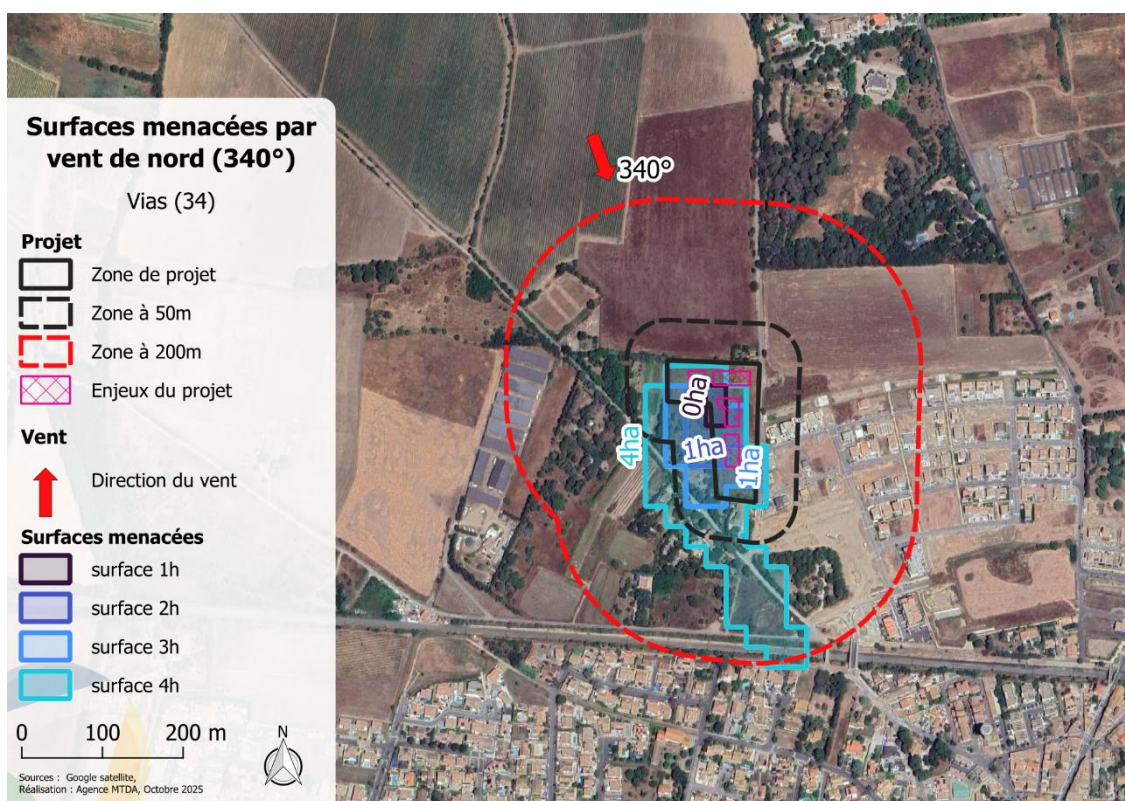 Surfaces menacées par
vent de nord (340°)
Vias (34)
Projet
Zone de projet
Zone à 50m
Zone à 200m
Enjeux du projet
Vent
Direction du vent
Surfaces menacées
surface 1h
surface 2h
surface 3h
surface 4h
0 100 200 m
N
Sources : Google satellite,
Réalisation : Agence MTDA, Octobre 2025
340°
0ha
4ha
1ha
1ha